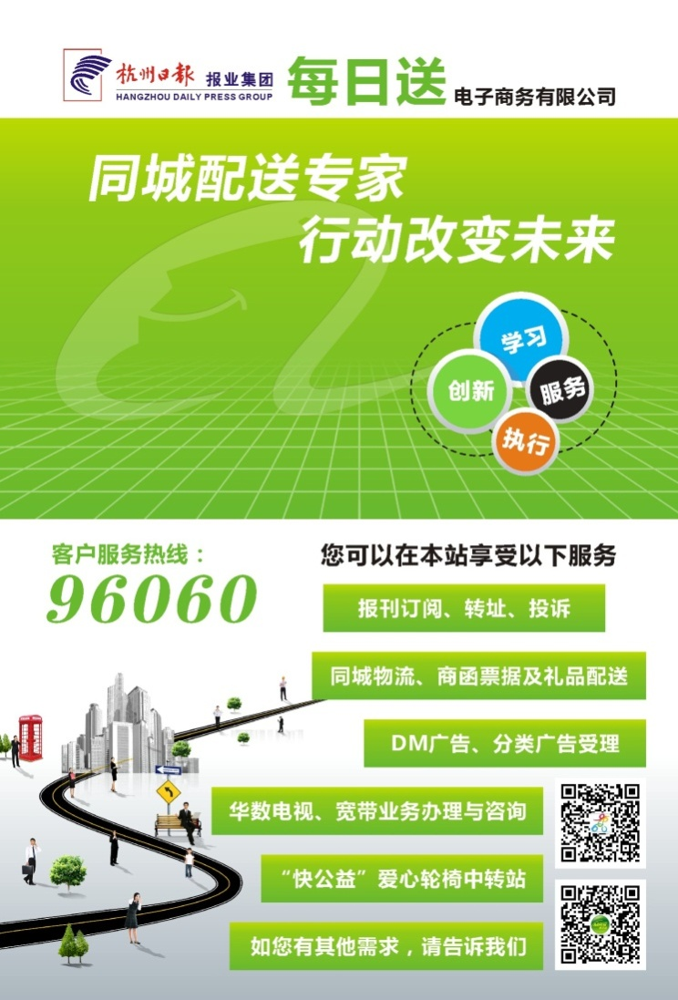 杭州日报 报业集团
HANGZHOU DAILY PRESS GROUP
每日送 电子商务有限公司
同城配送专家
行动改变未来
学习
创新
服务
执行
客户服务热线：
96060
您可以在本站享受以下服务
报刊订阅、转址、投诉
同城物流、商函票据及礼品配送
DM广告、分类广告受理
华数电视、宽带业务办理与咨询
“快公益”爱心轮椅中转站
如您有其他需求，请告诉我们